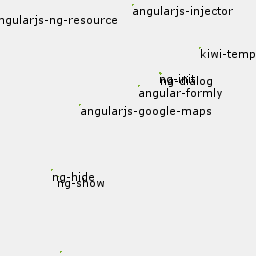 angularjs-injector
ngularjs-ng-resource
kiwi-temp
ng-init
ng-dialog
angular-formly
angularjs-google-maps
ng-hide
ng-show